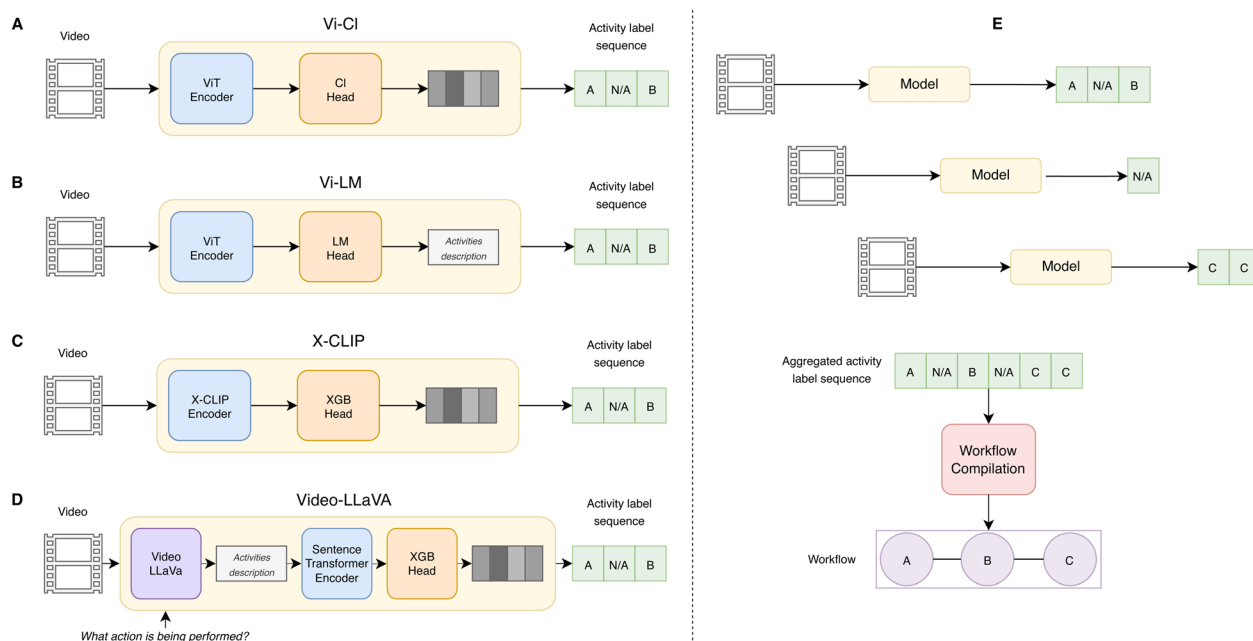 A
Vi-Cl
Video
Activity label
sequence
ViT
Encoder
Cl
Head
A N/A B
B
Vi-LM
Video
Activity label
sequence
ViT
Encoder
LM
Head
Activities
description
A N/A B
C
X-CLIP
Video
Activity label
sequence
X-CLIP
Encoder
XGB
Head
A N/A B
D
Video-LLaVA
Video
Activity label
sequence
Video
LLaVa
Activities
description
Sentence
Transformer
Encoder
XGB
Head
A N/A B
What action is being performed?
E
Model
A N/A B
Model
N/A
Model
C C
Aggregated activity
label sequence
A N/A B N/A C C
Workflow
Compilation
Workflow
A B C